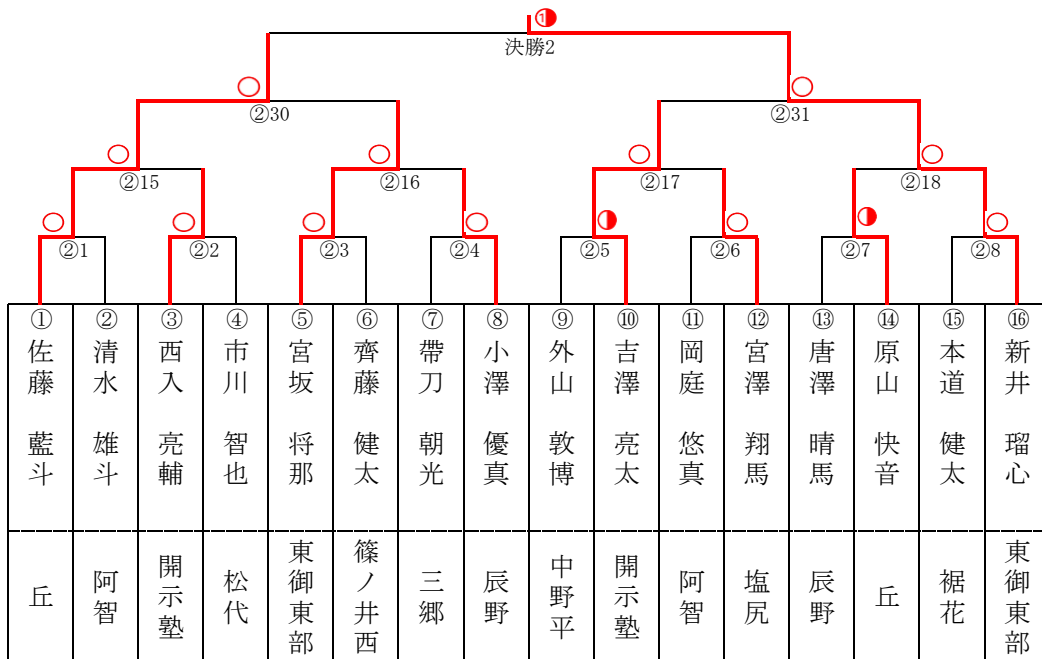 ①
決勝2
②30
②31
②15
②16
②17
②18
②1
②2
②3
②4
②5
②6
②7
②8
①
②
③
④
⑤
⑥
⑦
⑧
⑨
⑩
⑪
⑫
⑬
⑭
⑮
⑯
佐藤 藍斗
清水 雄斗
西入 亮輔
市川 智也
宮坂 将那
齊藤 健太
帶刀 朝光
小澤 優真
外山 敦博
吉澤 亮太
岡庭 悠真
宮澤 翔馬
唐澤 晴馬
原山 快音
本道 健太
新井 瑠心
丘
阿智
開示塾
松代
東御東部
篠ノ井西
三郷
辰野
中野平
開示塾
阿智
塩尻
辰野
丘
裾花
東御東部